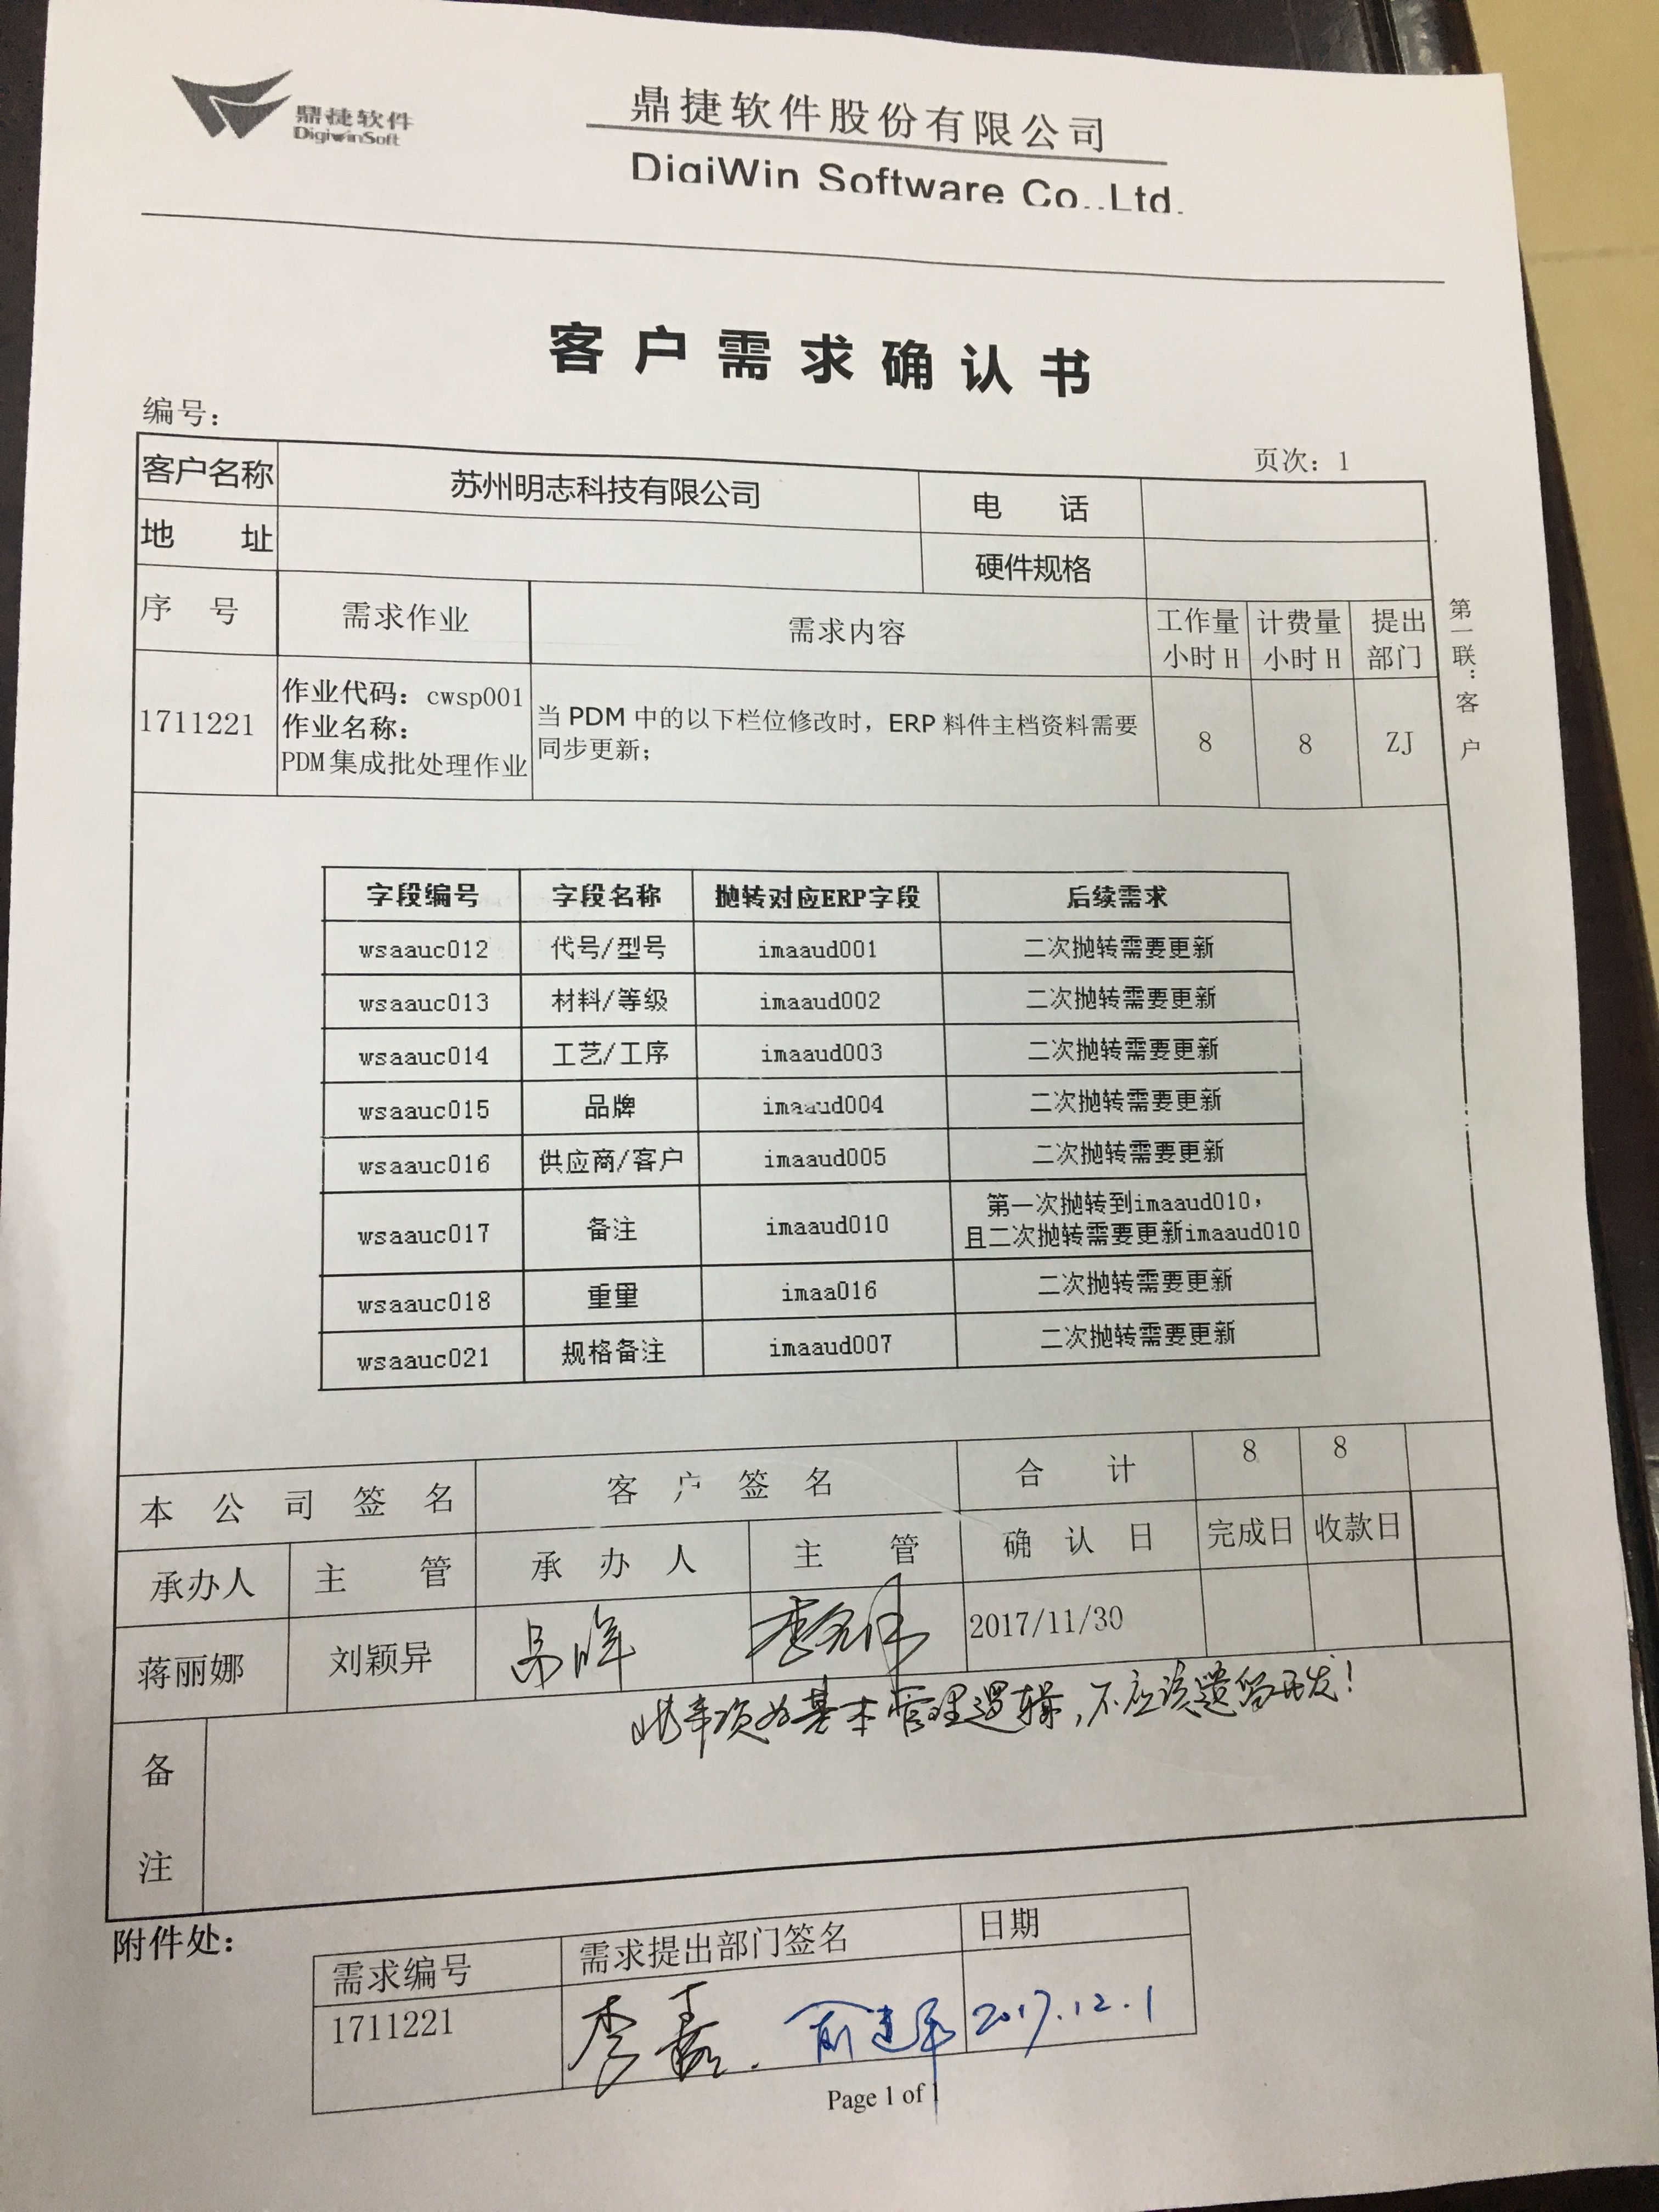 鼎捷软件
DigiwinSoft
鼎捷软件股份有限公司
DigiWin Software Co.,Ltd.
客户需求确认书
编号：
页次：1
客户名称 苏州明志科技有限公司 电 话
地 址 硬件规格
序 号 需求作业 需求内容 工作量小时H 计费量小时H 提出部门
1711221 作业代码：cwsp001 8 8 ZJ
作业名称：
PDM集成批处理作业
当 PDM 中的以下栏位修改时，ERP 料件主档资料需要
同步更新；
第一联：客户
字段编号 字段名称 抛转对应ERP字段 后续需求
wsaauc012 代号/型号 imaaud001 二次抛转需要更新
wsaauc013 材料/等级 imaaud002 二次抛转需要更新
wsaauc014 工艺/工序 imaaud003 二次抛转需要更新
wsaauc015 品牌 imaaud004 二次抛转需要更新
wsaauc016 供应商/客户 imaaud005 二次抛转需要更新
wsaauc017 备注 imaaud010 第一次抛转到imaaud010，
且二次抛转需要更新imaaud010
wsaauc018 重量 imaa016 二次抛转需要更新
wsaauc021 规格备注 imaaud007 二次抛转需要更新
本公司签名 客户签名 合 计 8 8
承办人 主 管 承办人 主 管 确认日 完成日 收款日
蒋丽娜 刘颖异 2017/11/30
此事项为基本管理逻辑，不应该遗留开发！
备注
附件处：
需求编号 需求提出部门签名 日期
1711221 李嘉. 俞建平 2017.12.1
Page 1 of 1